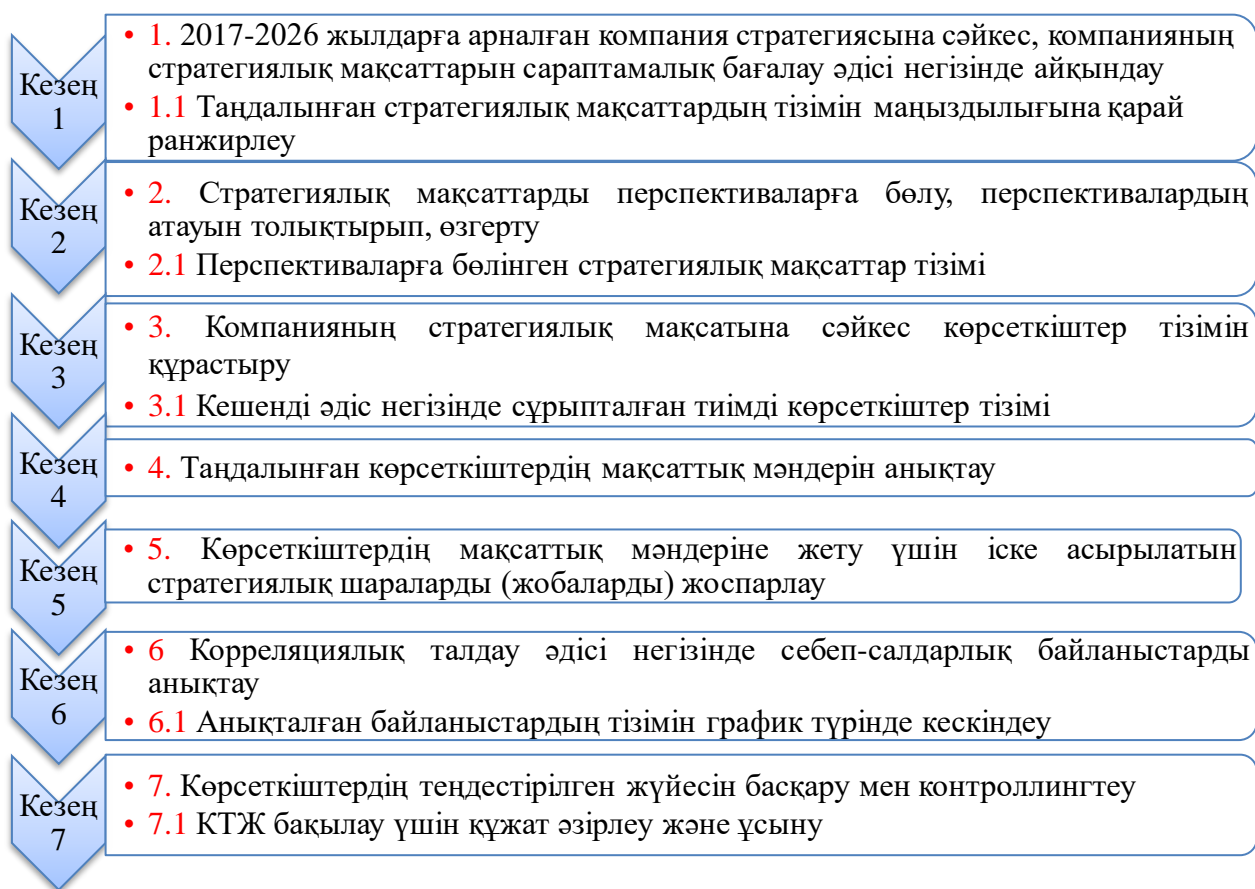 Кезең
1
• 1. 2017-2026 жылдарға арналған компания стратегиясына сәйкес, компанияның
стратегиялық мақсаттарын сараптамалық бағалау әдісі негізінде айқындау
• 1.1 Таңдалынған стратегиялық мақсаттардың тізімін маңыздылығына қарай
ранжирлеу
Кезең
2
• 2. Стратегиялық мақсаттарды перспективаларға бөлу, перспективалардың
атауын толықтырып, өзгерту
• 2.1 Перспективаларға бөлінген стратегиялық мақсаттар тізімі
Кезең
3
• 3. Компанияның стратегиялық мақсатына сәйкес көрсеткіштер тізімін
құрастыру
• 3.1 Кешенді әдіс негізінде сұрыпталған тиімді көрсеткіштер тізімі
Кезең
4
• 4. Таңдалынған көрсеткіштердің мақсаттық мәндерін анықтау
Кезең
5
• 5. Көрсеткіштердің мақсаттық мәндеріне жету үшін іске асырылатын
стратегиялық шараларды (жобаларды) жоспарлау
Кезең
6
• 6 Корреляциялық талдау әдісі негізінде себеп-салдарлық байланыстарды
анықтау
• 6.1 Анықталған байланыстардың тізімін график түрінде кескіндеу
Кезең
7
• 7. Көрсеткіштердің теңдестірілген жүйесін басқару мен контроллингтеу
• 7.1 КТЖ бақылау үшін құжат әзірлеу және ұсыну